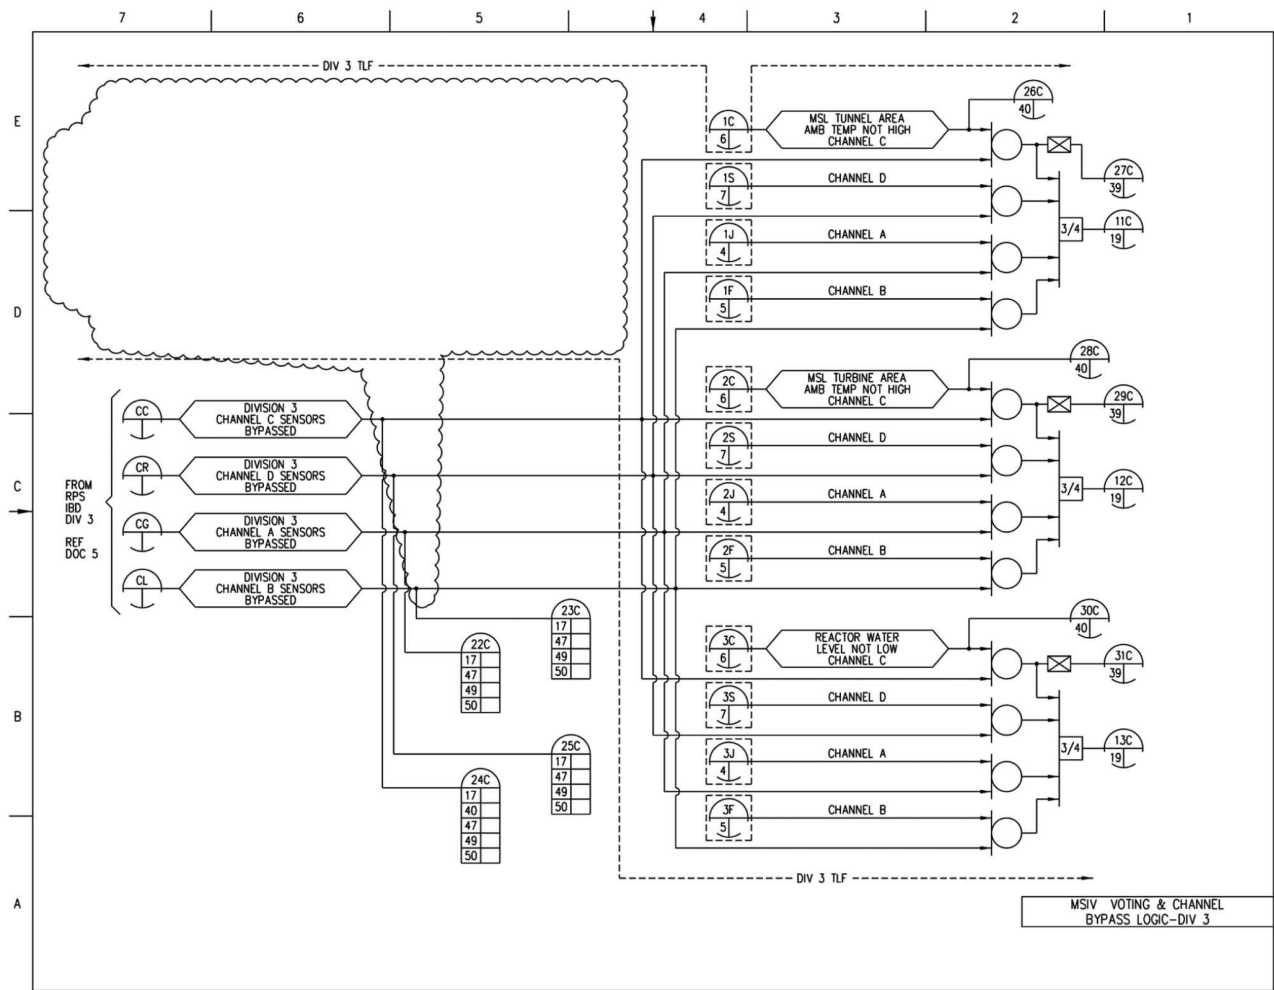 7 6 5 4 3 2 1
E
D
C
B
A
DIV 3 TLF
1C
6
MSL TUNNEL AREA
AMB TEMP NOT HIGH
CHANNEL C
26C
40
1S
7
CHANNEL D
27C
39
1J
4
CHANNEL A
3/4
11C
19
1F
5
CHANNEL B
2C
6
MSL TURBINE AREA
AMB TEMP NOT HIGH
CHANNEL C
28C
40
29C
39
2S
7
CHANNEL D
2J
4
CHANNEL A
3/4
12C
19
2F
5
CHANNEL B
FROM
RPS
IBD
DIV 3
REF
DOC 5
CC
DIVISION 3
CHANNEL C SENSORS
BYPASSED
CR
DIVISION 3
CHANNEL D SENSORS
BYPASSED
CG
DIVISION 3
CHANNEL A SENSORS
BYPASSED
CL
DIVISION 3
CHANNEL B SENSORS
BYPASSED
23C
17
47
49
50
22C
17
47
49
50
25C
17
47
49
50
24C
17
40
47
49
50
3C
6
REACTOR WATER
LEVEL NOT LOW
CHANNEL C
30C
40
31C
39
3S
7
CHANNEL D
3J
4
CHANNEL A
3/4
13C
19
3F
5
CHANNEL B
DIV 3 TLF
MSIV VOTING & CHANNEL
BYPASS LOGIC-DIV 3